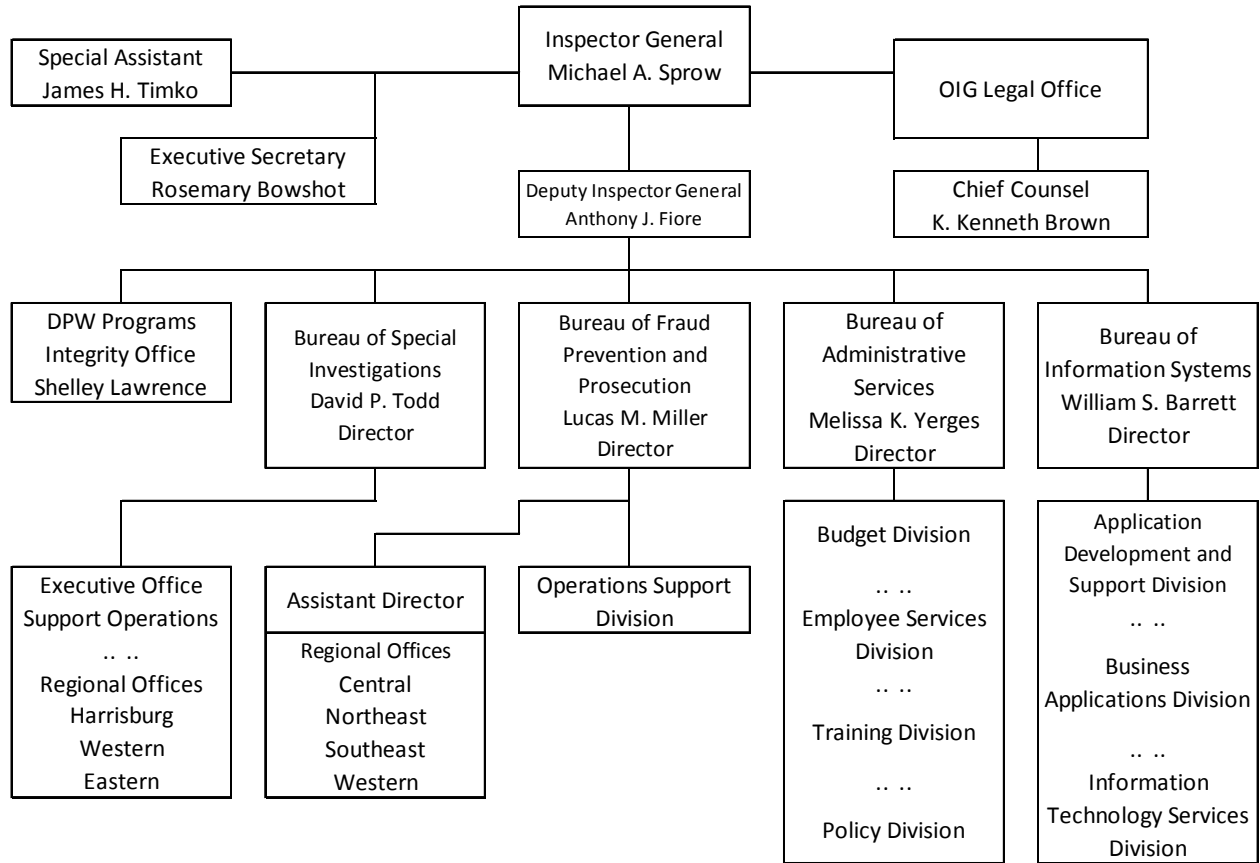 Inspector General
Michael A. Sprow
Special Assistant
James H. Timko
OIG Legal Office
Executive Secretary
Rosemary Bowshot
Deputy Inspector General
Anthony J. Fiore
Chief Counsel
K. Kenneth Brown
DPW Programs
Integrity Office
Shelley Lawrence
Bureau of Special
Investigations
David P. Todd
Director
Bureau of Fraud
Prevention and
Prosecution
Lucas M. Miller
Director
Bureau of
Administrative
Services
Melissa K. Yerges
Director
Bureau of
Information Systems
William S. Barrett
Director
Executive Office
Support Operations
.. ..
Regional Offices
Harrisburg
Western
Eastern
Assistant Director
Regional Offices
Central
Northeast
Southeast
Western
Operations Support
Division
Budget Division
.. ..
Employee Services
Division
.. ..
Training Division
.. ..
Policy Division
Application
Development and
Support Division
.. ..
Business
Applications Division
.. ..
Information
Technology Services
Division